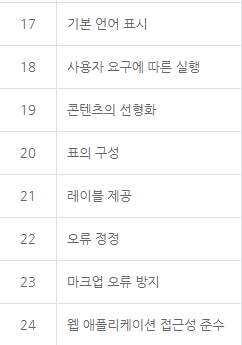 17 기본 언어 표시
18 사용자 요구에 따른 실행
19 콘텐츠의 선형화
20 표의 구성
21 레이블 제공
22 오류 정정
23 마크업 오류 방지
24 웹 애플리케이션 접근성 준수